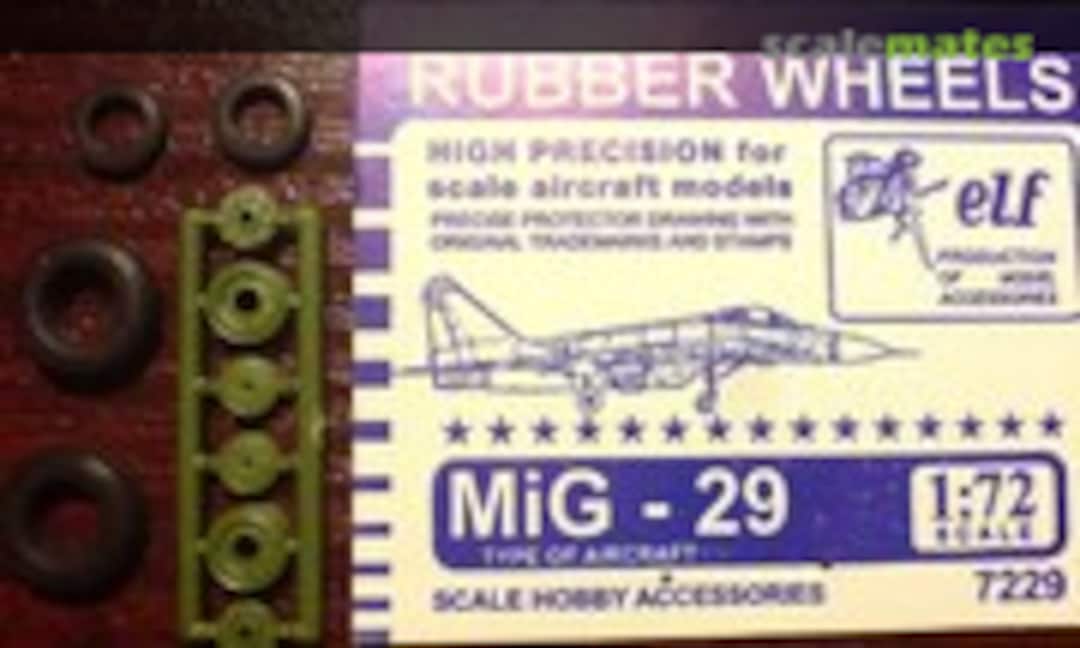 scalemates
RUBBER WHEELS
HIGH PRECISION for
scale aircraft models
PRECISE PROTECTOR DRAWING WITH
ORIGINAL TRADEMARKS AND STAMPS
elf
PRODUCTION
OF MODEL
ACCESSORIES
MiG - 29
1:72
SCALE
TYPE OF AIRCRAFT
7229
SCALE HOBBY ACCESSORIES